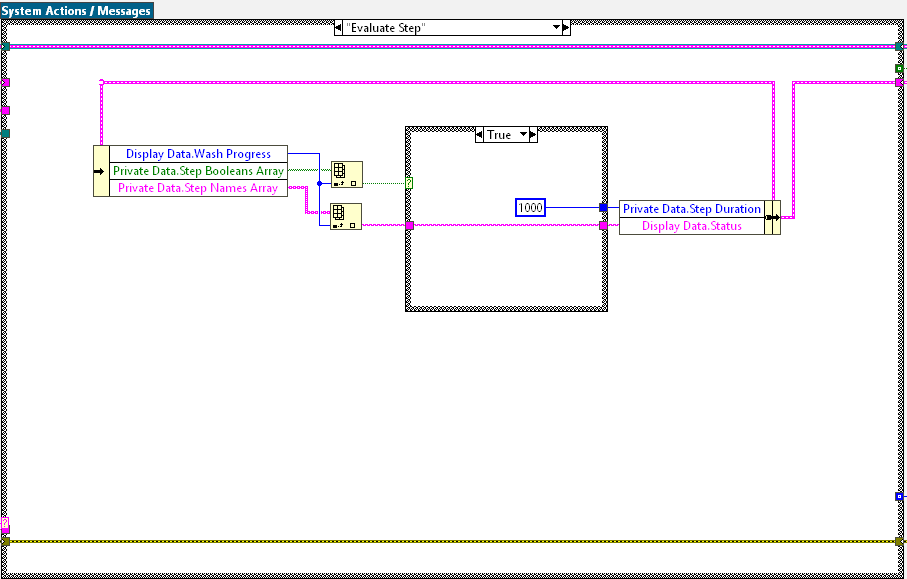 System Actions / Messages
"Evaluate Step"
True
Display Data.Wash Progress
Private Data.Step Booleans Array
Private Data.Step Names Array
?
1000
Private Data.Step Duration
Display Data.Status
?